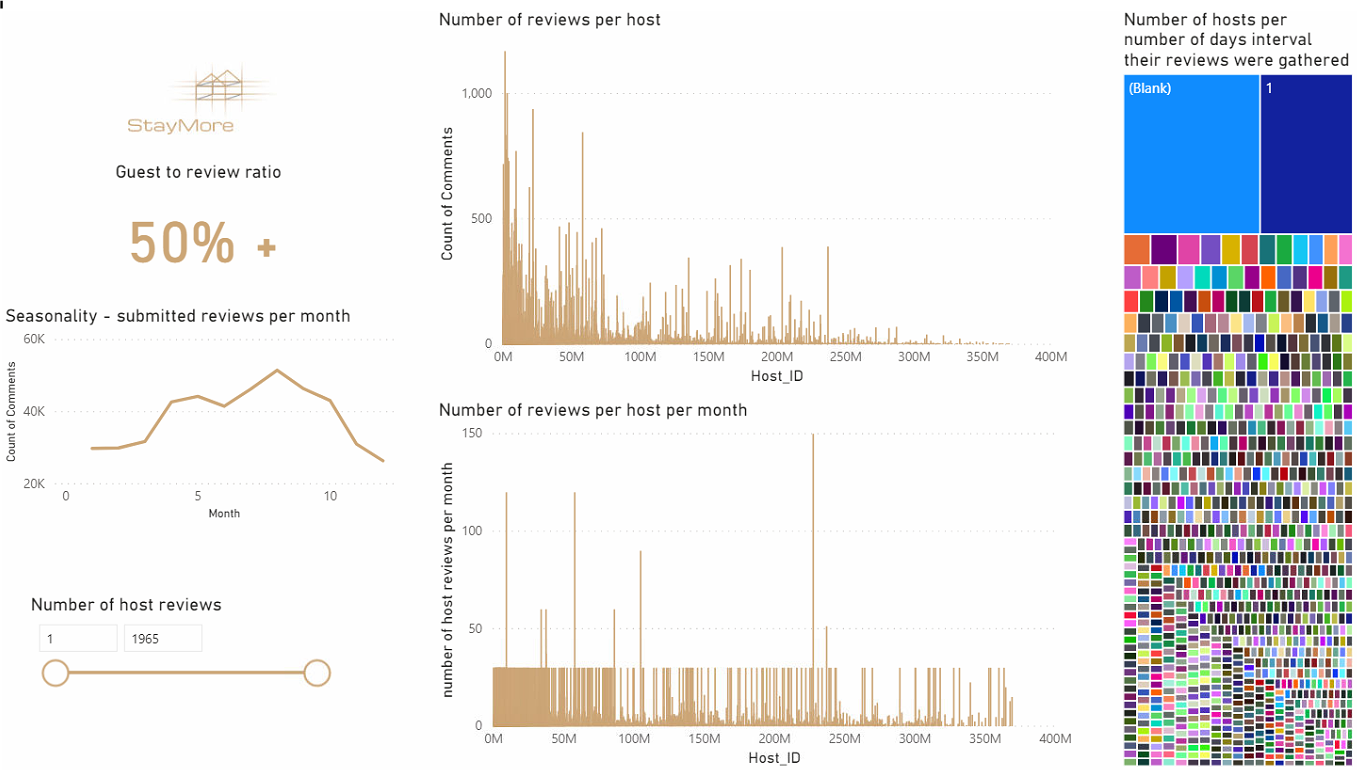 StayMore
Guest to review ratio
50% +
Seasonality - submitted reviews per month
60K
40K
20K
Count of Comments
0
5
10
Month
Number of host reviews
1
1965
Number of reviews per host
1,000
500
0
Count of Comments
0M
50M
100M
150M
200M
250M
300M
350M
400M
Host_ID
Number of reviews per host per month
150
100
50
0
number of host reviews per month
0M
50M
100M
150M
200M
250M
300M
350M
400M
Host_ID
Number of hosts per
number of days interval
their reviews were gathered
(Blank)
1